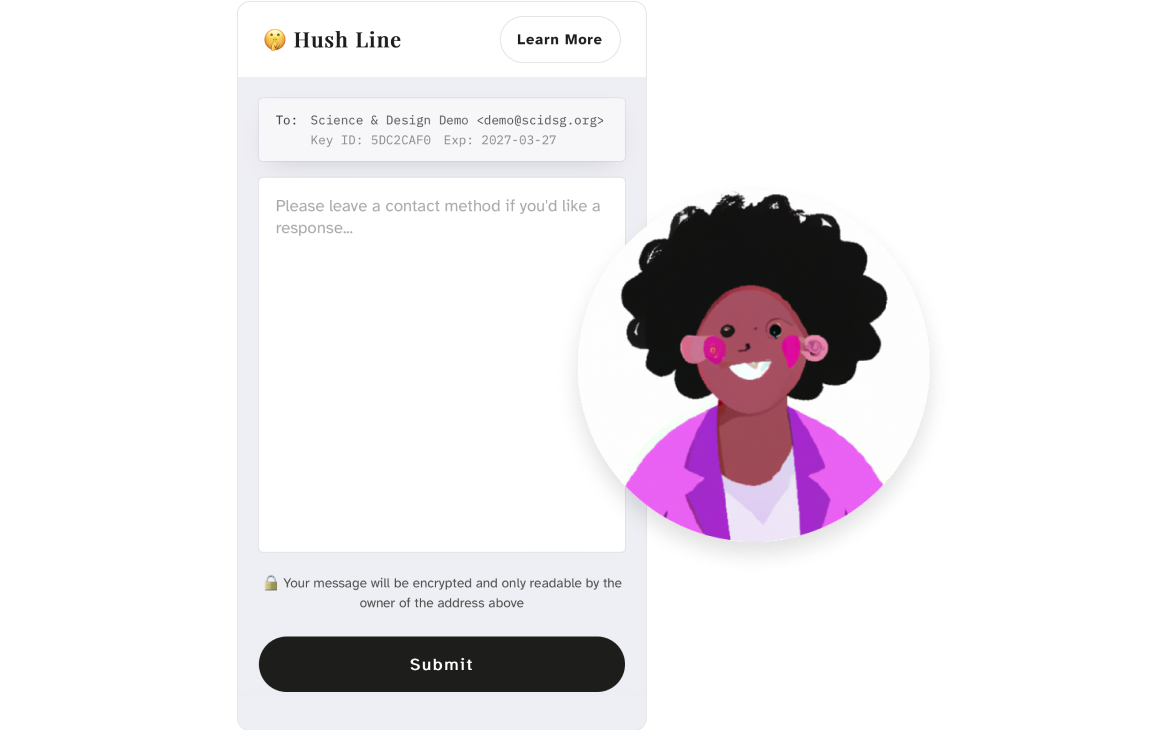 🤫 Hush Line
Learn More
To: Science & Design Demo <demo@scidsg.org>
Key ID: 5DC2CAF0 Exp: 2027-03-27
Please leave a contact method if you'd like a
response...
🔒 Your message will be encrypted and only readable by the
owner of the address above
Submit